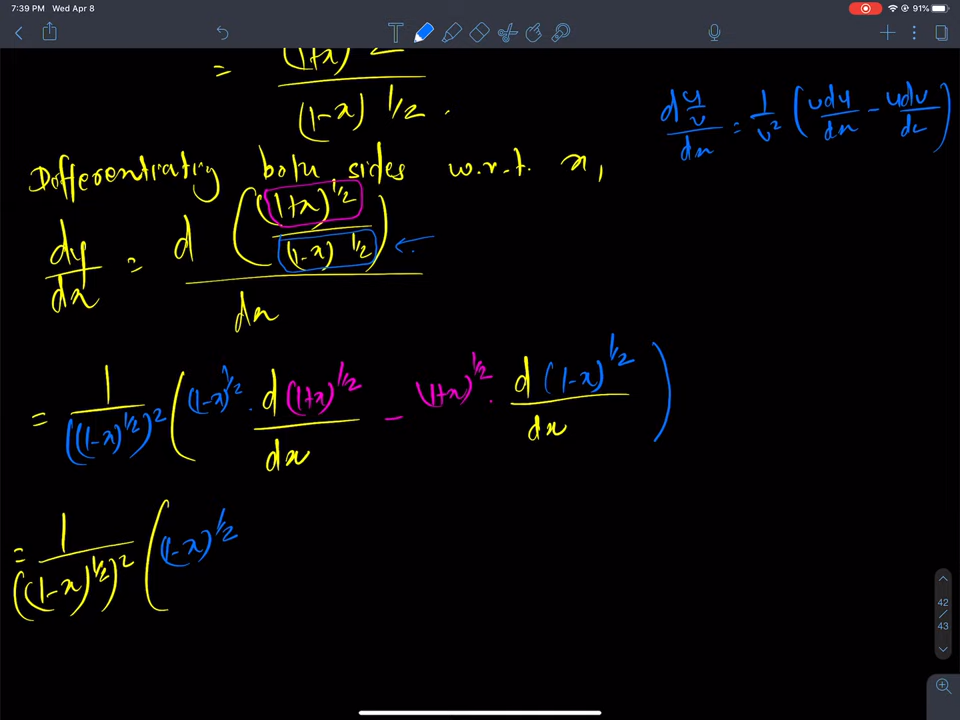 7:39 PM Wed Apr 8 91%
= (1+x)
(1-x)^1/2 .
d u/v / dx = 1/v² ( v du/dx - u dv/dx )
Differentiatriy both sides w.r.t. x,
dy/dx = d ( (1+x)^1/2 / (1-x)^1/2 ) / dx
= 1/((1-x)^1/2)² ( (1-x)^1/2 . d (1+x)^1/2 / dx - (1+x)^1/2 . d (1-x)^1/2 / dx )
= 1/((1-x)^1/2)² ( (1-x)^1/2
42
/
43